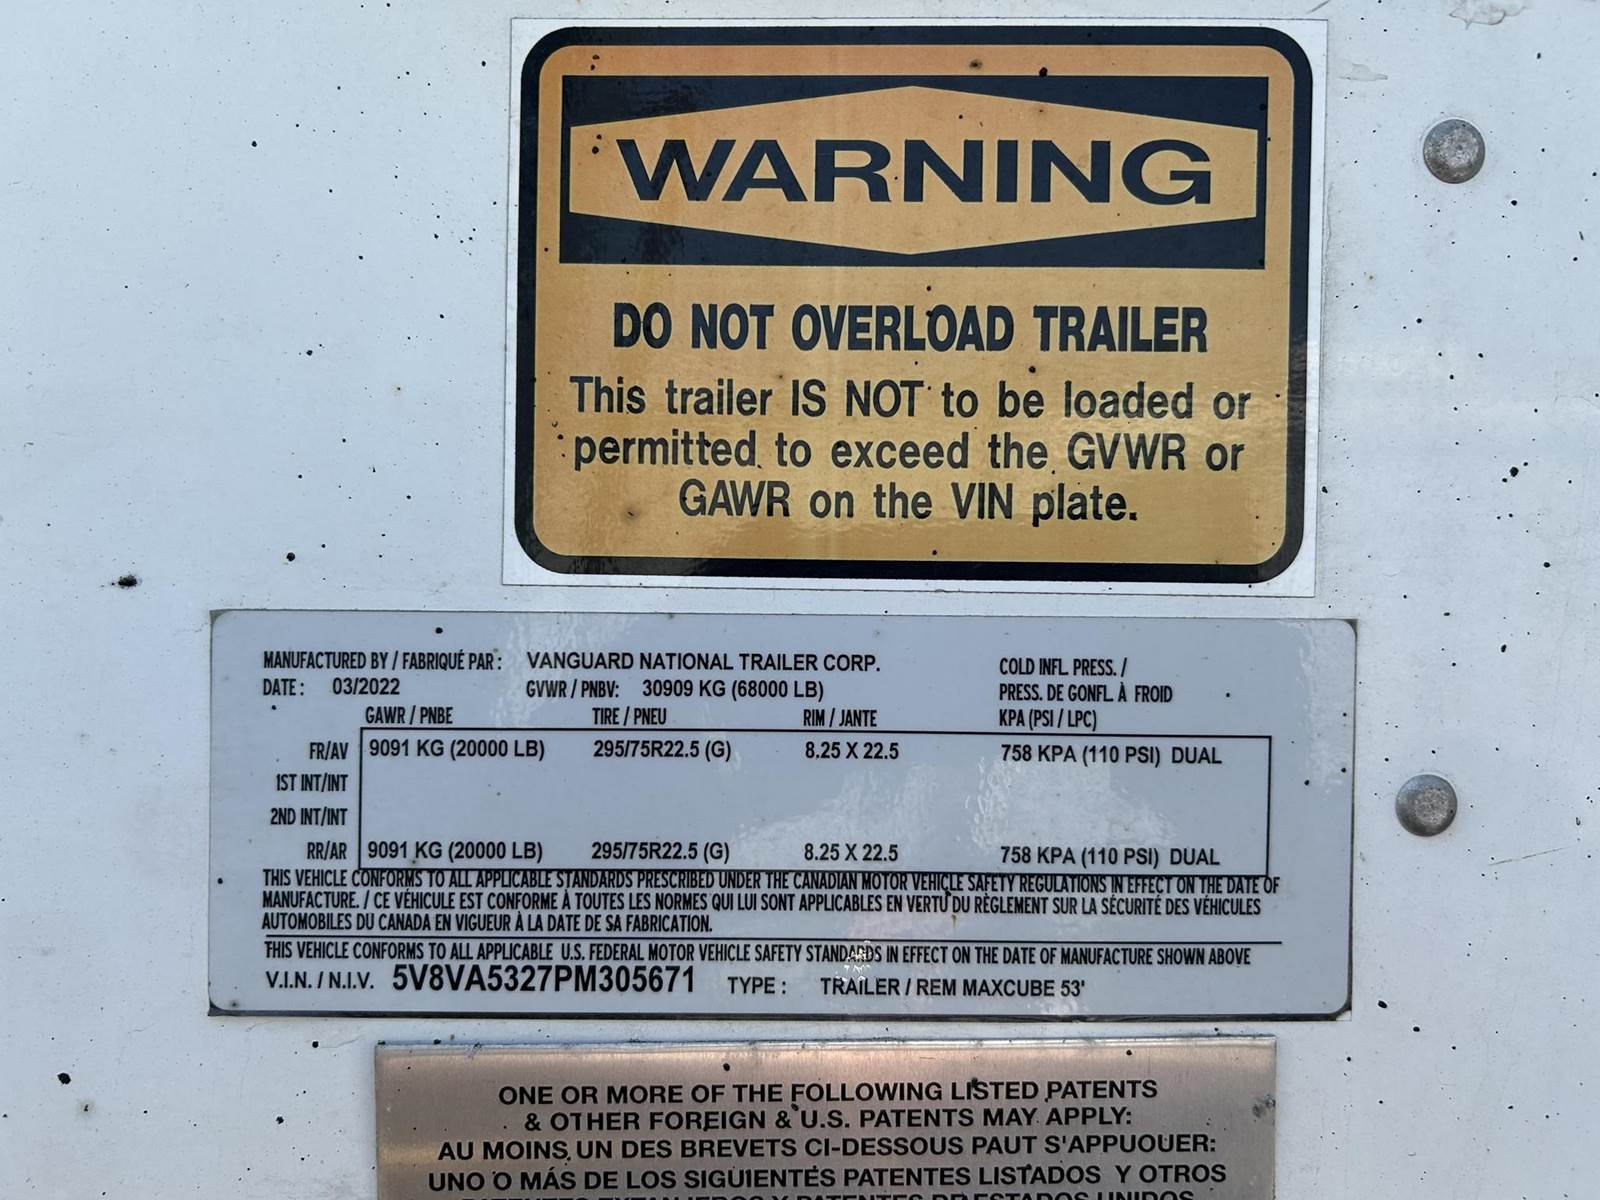 WARNING
DO NOT OVERLOAD TRAILER
This trailer IS NOT to be loaded or
permitted to exceed the GVWR or
GAWR on the VIN plate.
MANUFACTURED BY / FABRIQUÉ PAR : VANGUARD NATIONAL TRAILER CORP. COLD INFL. PRESS. /
DATE : 03/2022 GVWR / PNBV: 30909 KG (68000 LB) PRESS. DE GONFL. À FROID
GAWR / PNBE TIRE / PNEU RIM / JANTE KPA (PSI / LPC)
FR/AV 9091 KG (20000 LB) 295/75R22.5 (G) 8.25 X 22.5 758 KPA (110 PSI) DUAL
1ST INT/INT
2ND INT/INT
RR/AR 9091 KG (20000 LB) 295/75R22.5 (G) 8.25 X 22.5 758 KPA (110 PSI) DUAL
THIS VEHICLE CONFORMS TO ALL APPLICABLE STANDARDS PRESCRIBED UNDER THE CANADIAN MOTOR VEHICLE SAFETY REGULATIONS IN EFFECT ON THE DATE OF
MANUFACTURE. / CE VÉHICULE EST CONFORME À TOUTES LES NORMES QUI LUI SONT APPLICABLES EN VERTU DU RÈGLEMENT SUR LA SÉCURITÉ DES VÉHICULES
AUTOMOBILES DU CANADA EN VIGUEUR À LA DATE DE SA FABRICATION.
THIS VEHICLE CONFORMS TO ALL APPLICABLE U.S. FEDERAL MOTOR VEHICLE SAFETY STANDARDS IN EFFECT ON THE DATE OF MANUFACTURE SHOWN ABOVE
V.I.N. / N.I.V. 5V8VA5327PM305671 TYPE : TRAILER / REM MAXCUBE 53'
ONE OR MORE OF THE FOLLOWING LISTED PATENTS
& OTHER FOREIGN & U.S. PATENTS MAY APPLY:
AU MOINS UN DES BREVETS CI-DESSOUS PAUT S'APPUOUER:
UNO O MÁS DE LOS SIGUIENTES PATENTES LISTADOS Y OTROS
PATENTES EXTANJEROS Y PATENTES DE ESTADOS UNIDOS